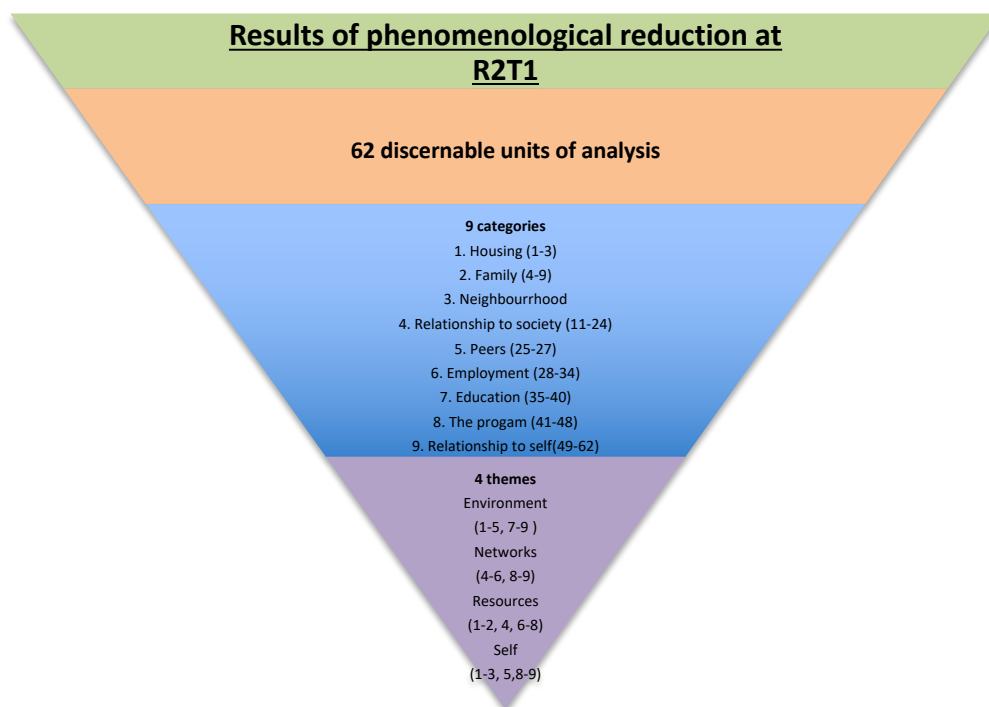 Results of phenomenological reduction at
R2T1
62 discernable units of analysis
9 categories
1. Housing (1-3)
2. Family (4-9)
3. Neighbourrhood
4. Relationship to society (11-24)
5. Peers (25-27)
6. Employment (28-34)
7. Education (35-40)
8. The progam (41-48)
9. Relationship to self(49-62)
4 themes
Environment
(1-5, 7-9 )
Networks
(4-6, 8-9)
Resources
(1-2, 4, 6-8)
Self
(1-3, 5,8-9)